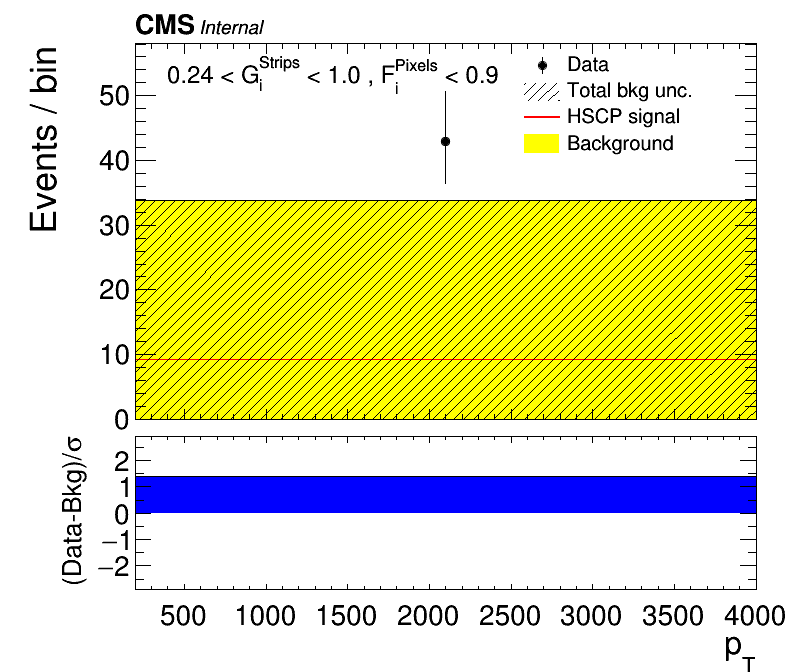 CMS Internal
Events / bin
0.24 < G_i^Strips < 1.0 , F_i^Pixels < 0.9
Data
Total bkg unc.
HSCP signal
Background
50
40
30
20
10
0
(Data-Bkg)/σ
2
1
0
−1
−2
500 1000 1500 2000 2500 3000 3500 4000
p_T